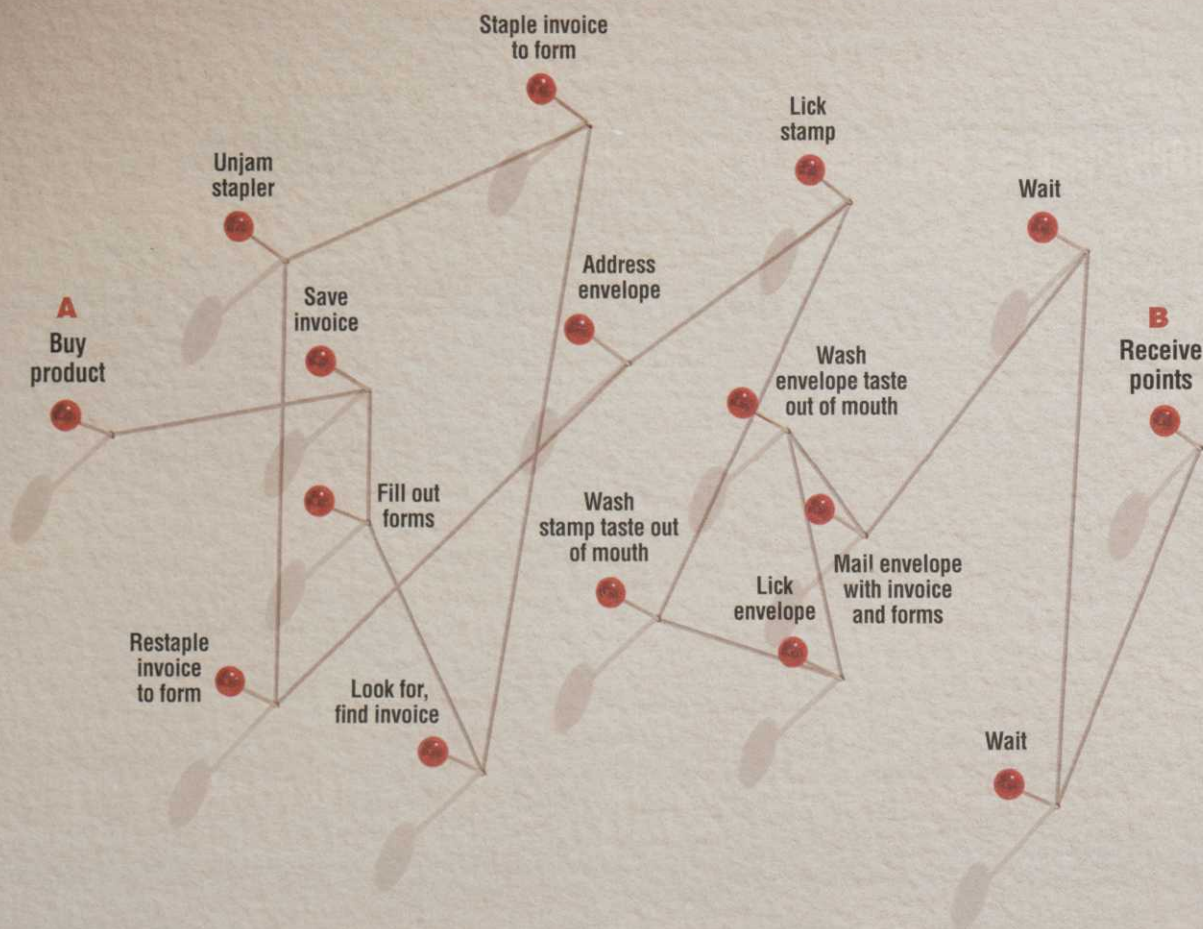 Staple invoice
to form
Lick
stamp
Unjam
stapler
Wait
Address
envelope
Save
invoice
A
Buy
product
B
Receive
points
Wash
envelope taste
out of mouth
Fill out
forms
Wash
stamp taste out
of mouth
Mail envelope
with invoice
and forms
Lick
envelope
Restaple
invoice
to form
Look for,
find invoice
Wait